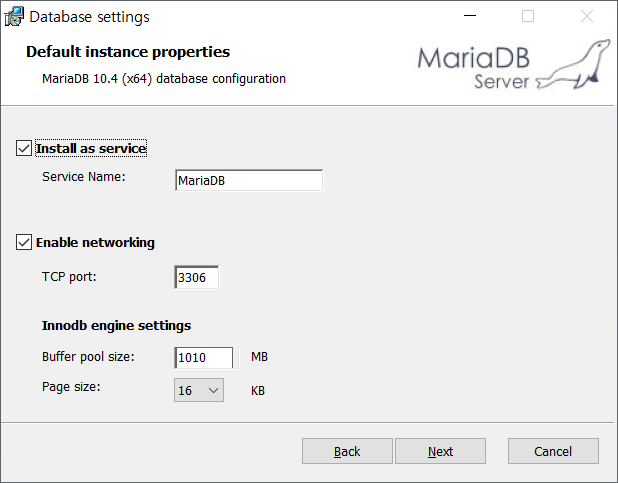 Database settings
Default instance properties
MariaDB 10.4 (x64) database configuration
MariaDB
Server
Install as service
Service Name:
MariaDB
Enable networking
TCP port:
3306
Innodb engine settings
Buffer pool size:
1010
MB
Page size:
16
KB
Back
Next
Cancel